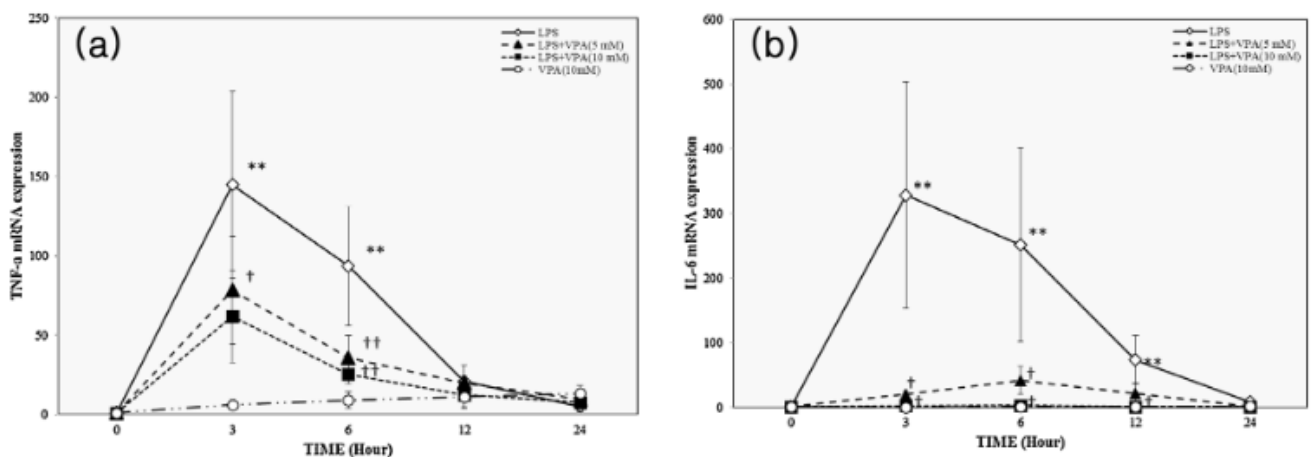 (a)
LPS
LPS+VPA(5 mM)
LPS+VPA(10 mM)
VPA(10mM)
TNF-a mRNA expression
250
200
150
100
50
0
**
**
†
††
††
0 3 6 12 24
TIME (Hour)
(b)
LPS
LPS+VPA(5 mM)
LPS+VPA(10 mM)
VPA(10mM)
IL-6 mRNA expression
600
500
400
300
200
100
0
**
**
**
†
†
†
†
†
0 3 6 12 24
TIME (Hour)